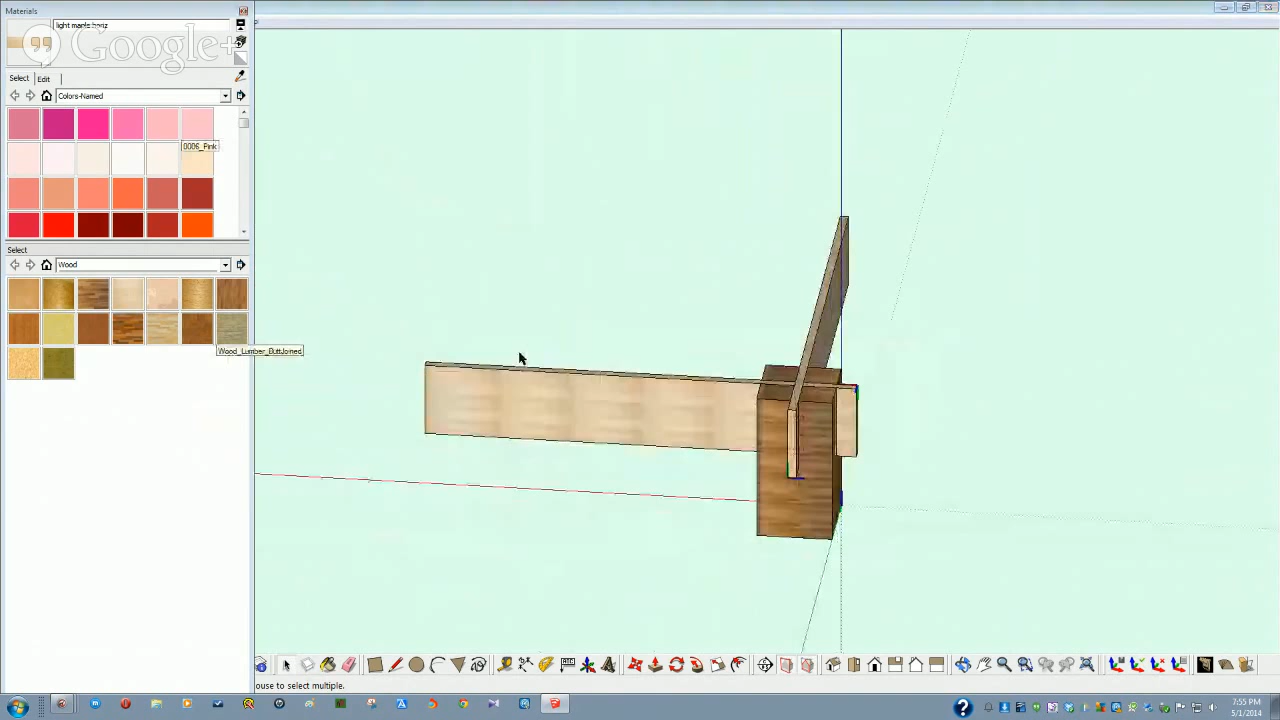 Materials
light maple horiz
Google+
Select
Edit
Colors-Named
0006_Pink
Select
Wood
Wood_Lumber_ButtJoined
ouse to select multiple.
7:55 PM
5/1/2014